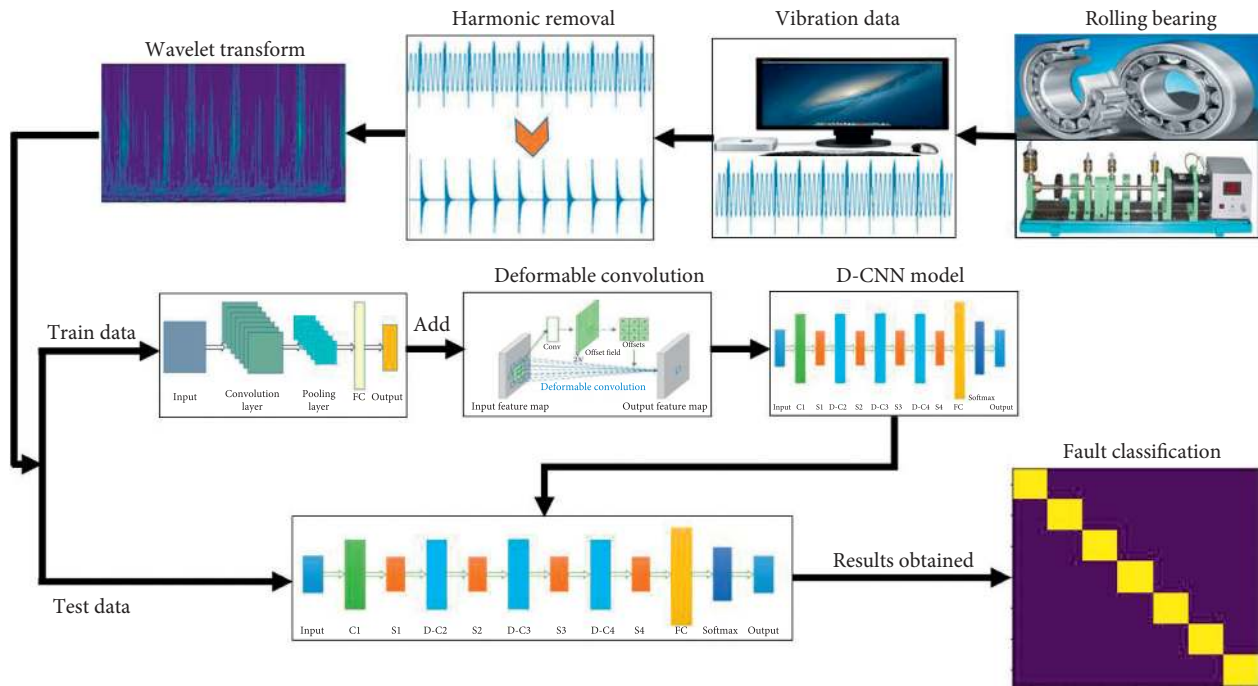 Rolling bearing
Vibration data
Harmonic removal
Wavelet transform
Train data
Input
Convolution
layer
Pooling
layer
FC
Output
Add
Deformable convolution
Conv
2N
Offset field
Offsets
Deformable convolution
Input feature map
Output feature map
D-CNN model
Input
C1
S1
D-C2
S2
D-C3
S3
D-C4
S4
FC
Softmax
Output
Test data
Input
C1
S1
D-C2
S2
D-C3
S3
D-C4
S4
FC
Softmax
Output
Results obtained
Fault classification